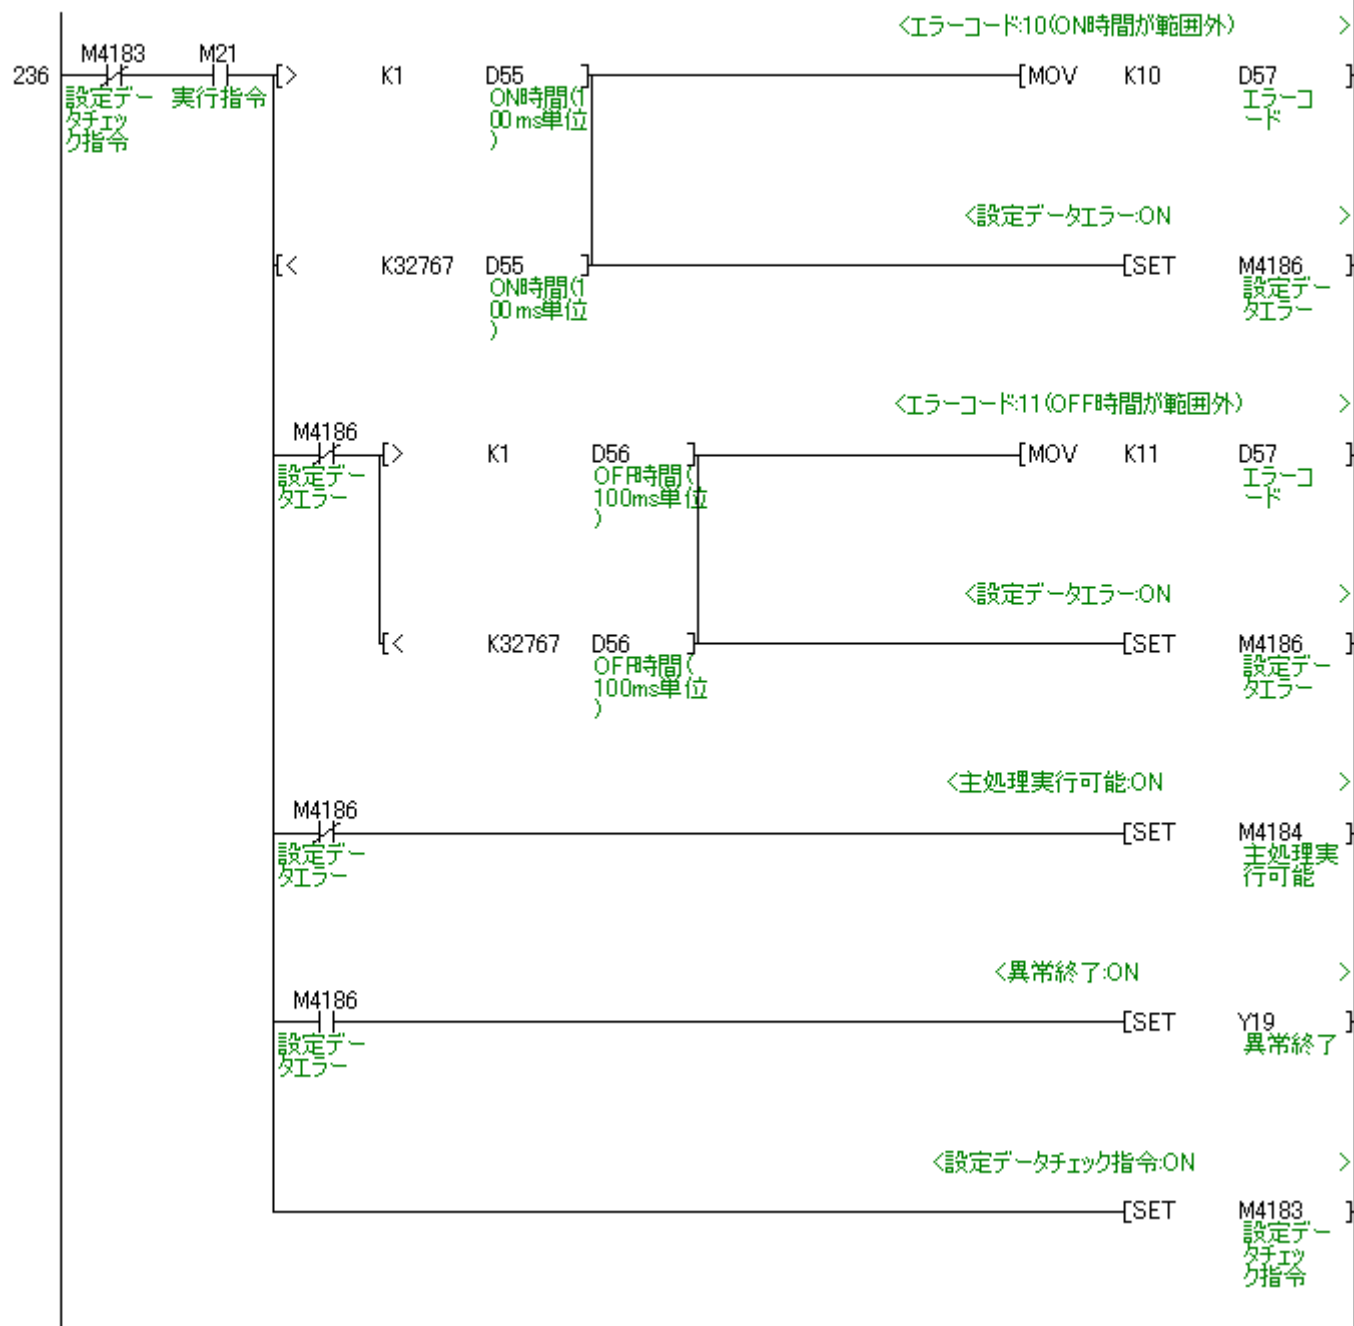 <エラーコード:10(ON時間が範囲外) >
M4183 M21
236 [> K1 D55 ] [MOV K10 D57 ]
設定デー 実行指令 ON時間(1 エラーコ
タチェッ 00ms単位 ード
ク指令 )
<設定データエラー:ON >
[< K32767 D55 ] [SET M4186 ]
ON時間(1 設定デー
00ms単位 タエラー
)
<エラーコード:11(OFF時間が範囲外) >
M4186
[> K1 D56 ] [MOV K11 D57 ]
設定デー OFF時間( エラーコ
タエラー 100ms単位 ード
)
<設定データエラー:ON >
[< K32767 D56 ] [SET M4186 ]
OFF時間( 設定デー
100ms単位 タエラー
)
<主処理実行可能:ON >
M4186
[SET M4184 ]
設定デー 主処理実
タエラー 行可能
<異常終了:ON >
M4186
[SET Y19 ]
設定デー 異常終了
タエラー
<設定データチェック指令:ON >
[SET M4183 ]
設定デー
タチェッ
ク指令